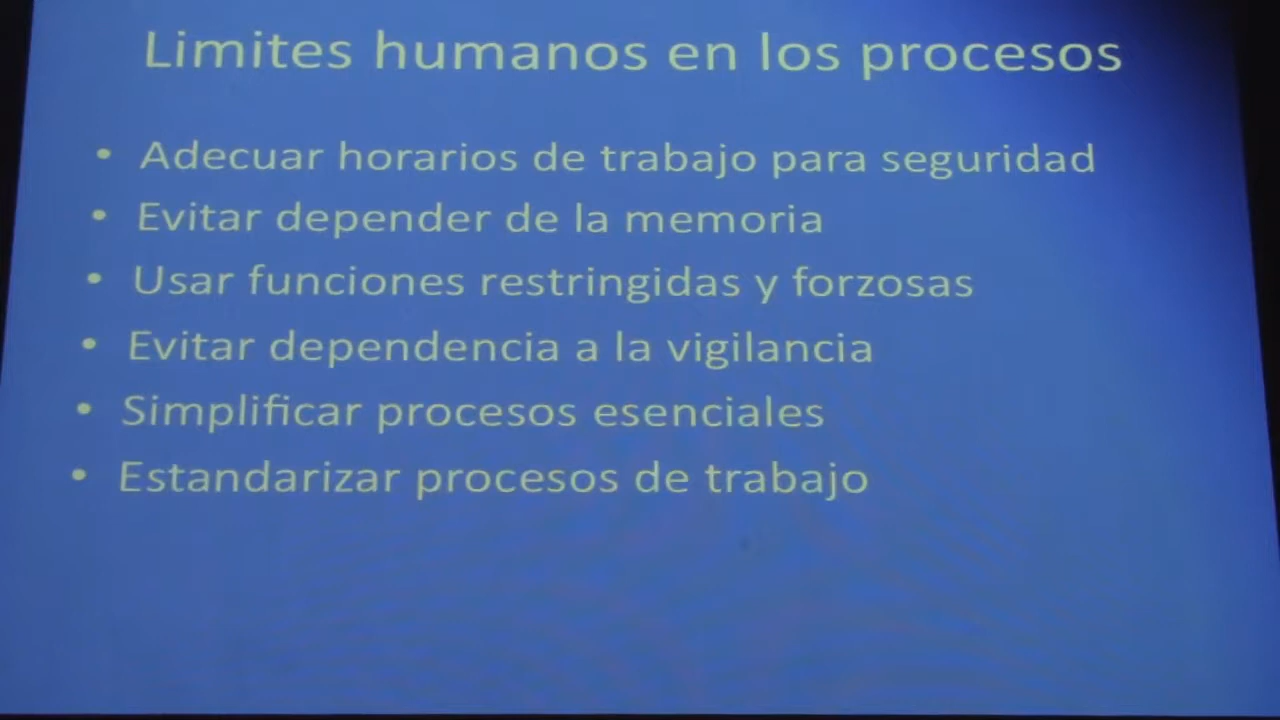 Limites humanos en los procesos
• Adecuar horarios de trabajo para seguridad
• Evitar depender de la memoria
• Usar funciones restringidas y forzosas
• Evitar dependencia a la vigilancia
• Simplificar procesos esenciales
• Estandarizar procesos de trabajo